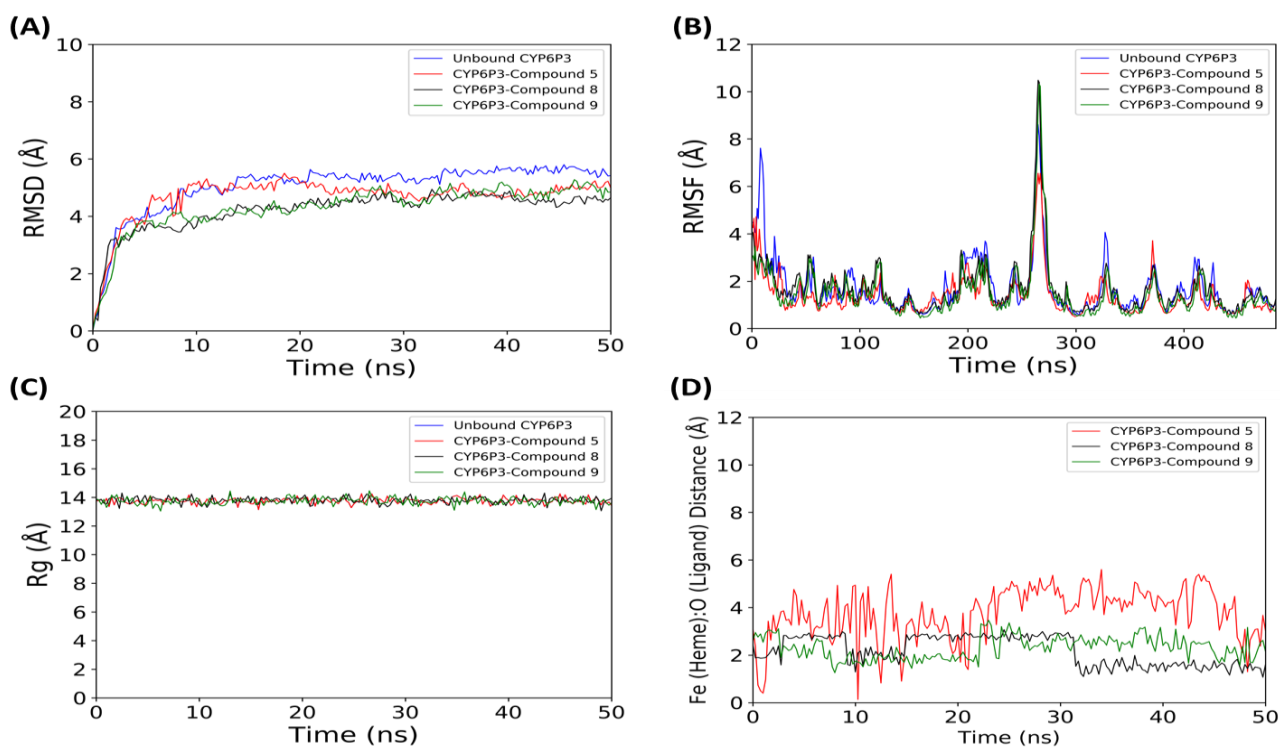 (A)
10
8
6
4
2
0
RMSD (Å)
0 10 20 30 40 50
Time (ns)
Unbound CYP6P3
CYP6P3-Compound 5
CYP6P3-Compound 8
CYP6P3-Compound 9
(B)
12
10
8
6
4
2
0
RMSF (Å)
100 200 300 400
Time (ns)
Unbound CYP6P3
CYP6P3-Compound 5
CYP6P3-Compound 8
CYP6P3-Compound 9
(C)
20
18
16
14
12
10
8
6
4
2
0
Rg (Å)
0 10 20 30 40 50
Time (ns)
Unbound CYP6P3
CYP6P3-Compound 5
CYP6P3-Compound 8
CYP6P3-Compound 9
(D)
12
10
8
6
4
2
0
Fe (Heme):O (Ligand) Distance (Å)
0 10 20 30 40 50
Time (ns)
CYP6P3-Compound 5
CYP6P3-Compound 8
CYP6P3-Compound 9